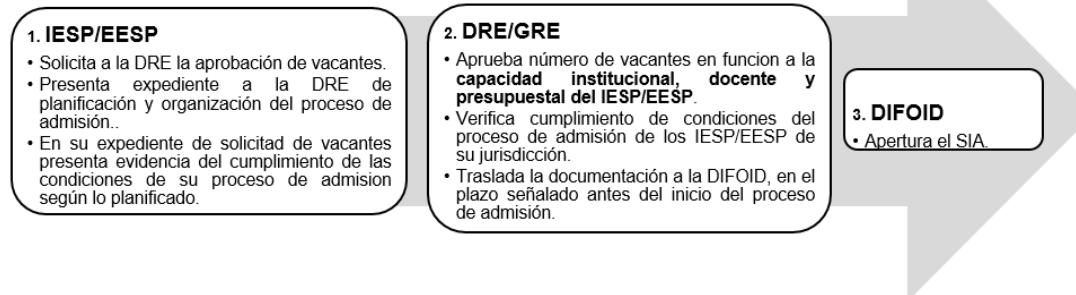 1. IESP/EESP
• Solicita a la DRE la aprobación de vacantes.
• Presenta expediente a la DRE de
planificación y organización del proceso de
admisión..
• En su expediente de solicitud de vacantes
presenta evidencia del cumplimiento de las
condiciones de su proceso de admision
según lo planificado.
2. DRE/GRE
• Aprueba número de vacantes en funcion a la
capacidad institucional, docente y
presupuestal del IESP/EESP.
• Verifica cumplimiento de condiciones del
proceso de admisión de los IESP/EESP de
su jurisdicción.
• Traslada la documentación a la DIFOID, en el
plazo señalado antes del inicio del proceso
de admisión.
3. DIFOID
• Apertura el SIA.